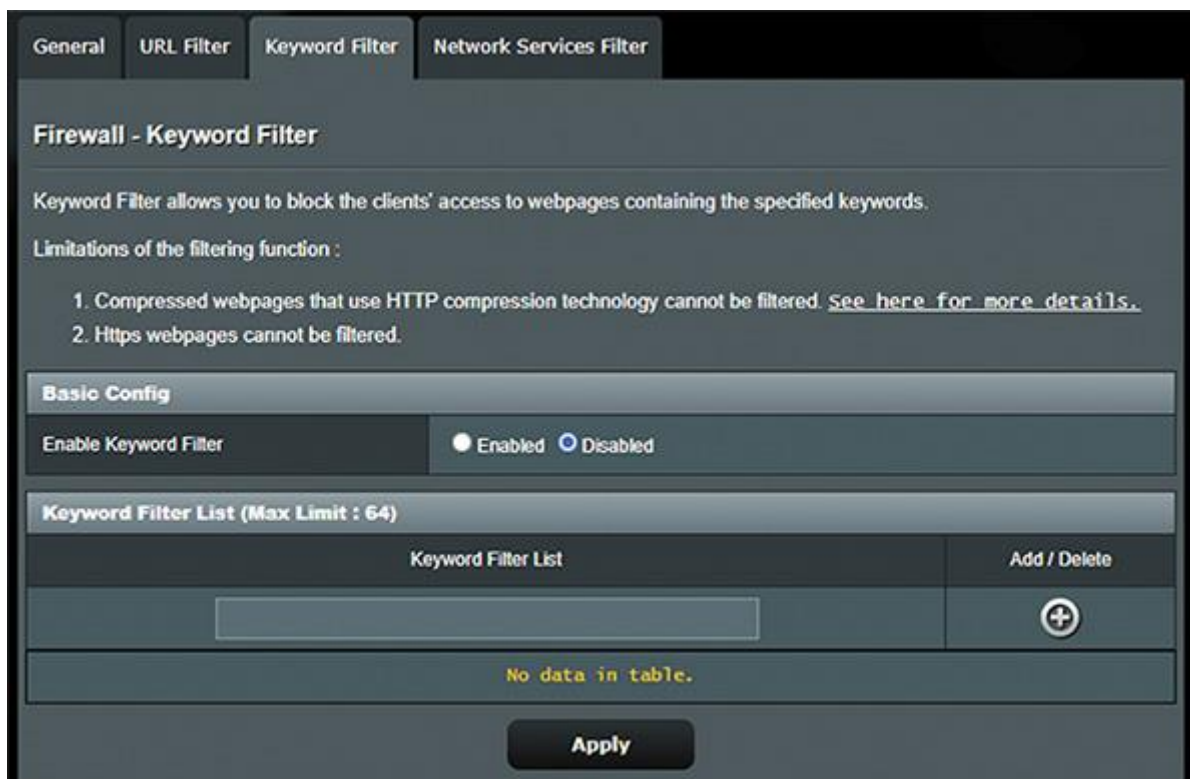 General URL Filter Keyword Filter Network Services Filter
Firewall - Keyword Filter
Keyword Filter allows you to block the clients' access to webpages containing the specified keywords.
Limitations of the filtering function :
1. Compressed webpages that use HTTP compression technology cannot be filtered. See here for more details.
2. Https webpages cannot be filtered.
Basic Config
Enable Keyword Filter Enabled Disabled
Keyword Filter List (Max Limit : 64)
Keyword Filter List Add / Delete
No data in table.
Apply